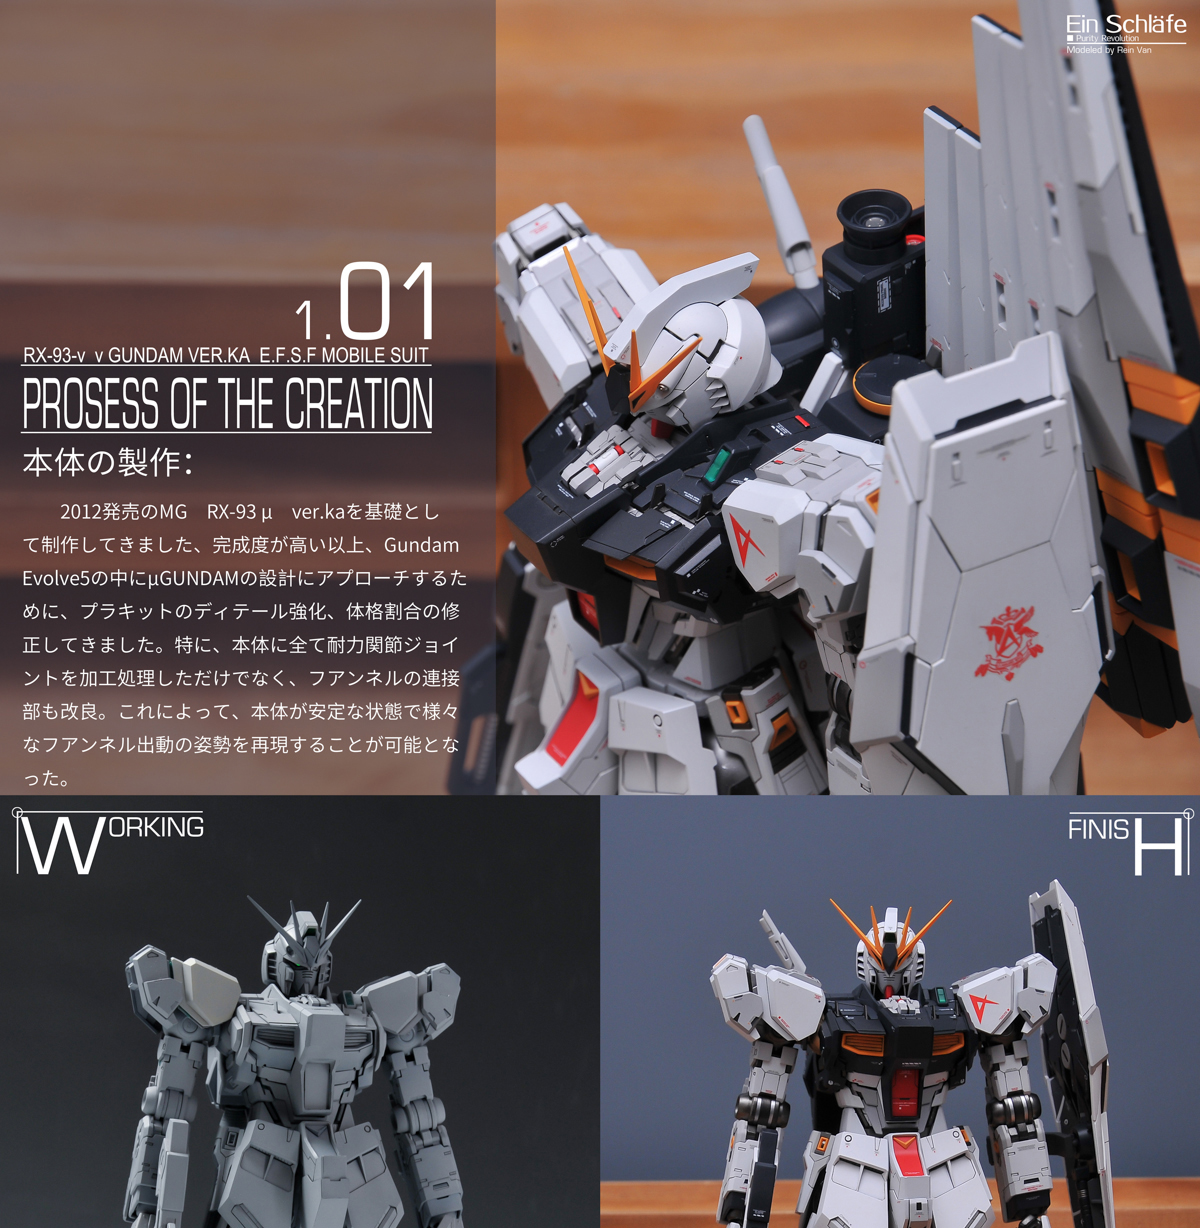 Ein Schläfe
Purity Revolution
Modeled by Rein Van
1.01
RX-93-v v GUNDAM VER.KA E.F.S.F MOBILE SUIT
PROSESS OF THE CREATION
本体の製作:
2012発売のMG RX-93 μ ver.kaを基礎とし
て制作してきました、完成度が高い以上、Gundam
Evolve5の中にμGUNDAMの設計にアプローチするた
めに、プラキットのディテール強化、体格割合の修
正してきました。特に、本体に全て耐力関節ジョイ
ントを加工処理しただけでなく、フアンネルの連接
部も改良。これによって、本体が安定な状態で様々
なフアンネル出動の姿勢を再現することが可能とな
った。
WORKING
FINISH